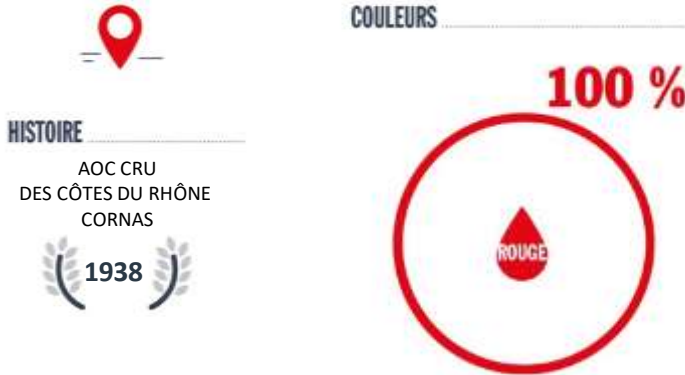 HISTOIRE
AOC CRU
DES CÔTES DU RHÔNE
CORNAS
1938
COULEURS
100 %
ROUGE